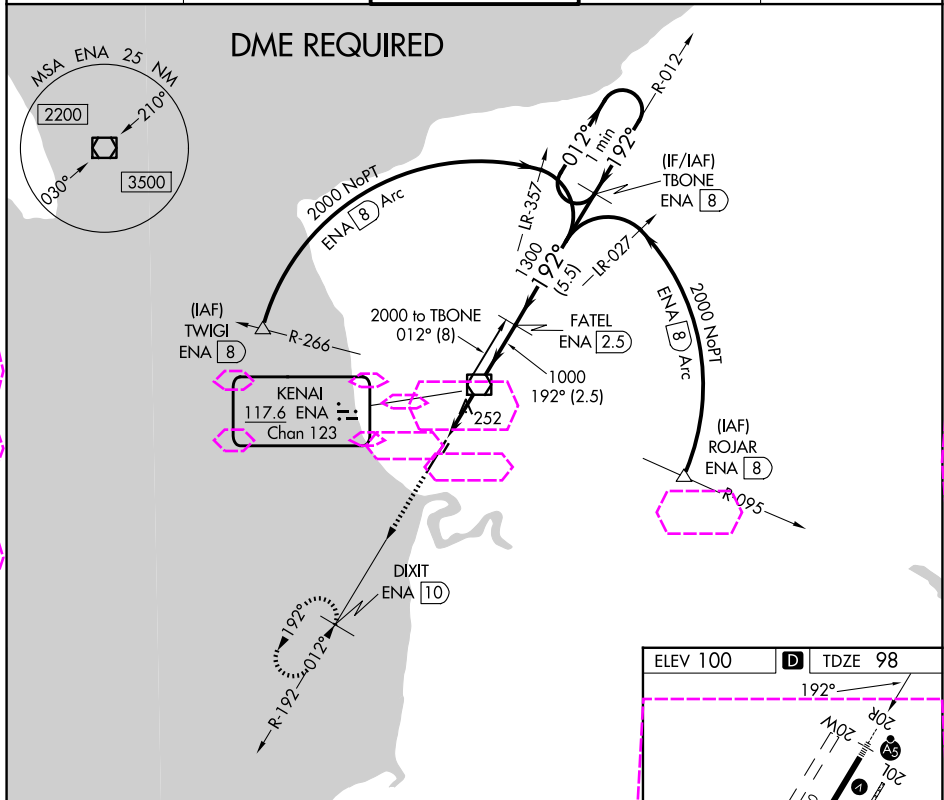 DME REQUIRED
MSA ENA 25 NM
2200
210°
030°
3500
R-012
012°
1 min
192°
(IF/IAF)
TBONE
ENA 8
2000 NoPT
ENA 8 Arc
LR-357
1300
192°
(5.5)
LR-027
2000 NoPT
ENA 8 Arc
(IAF)
TWIGI
ENA 8
R-266
2000 to TBONE
012° (8)
FATEL
ENA 2.5
1000
192° (2.5)
KENAI
117.6 ENA
Chan 123
252
(IAF)
ROJAR
ENA 8
R-095
DIXIT
ENA 10
192°
012°
R-192
ELEV 100
D
TDZE 98
192°
20W
20R
A5
20L